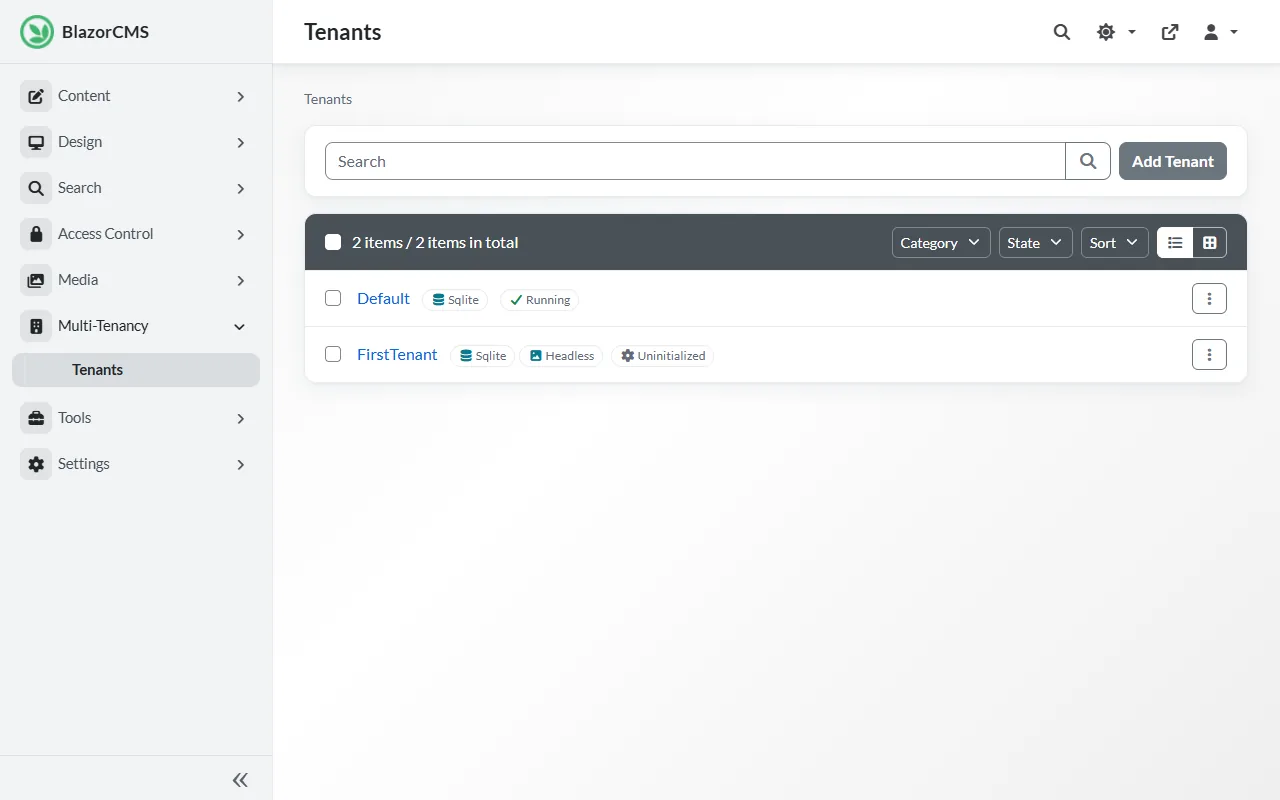 BlazorCMS
Tenants
Content
Design
Search
Access Control
Media
Multi-Tenancy
Tenants
Tools
Settings
Tenants
Search
Add Tenant
2 items / 2 items in total
Category
State
Sort
Default
Sqlite
Running
FirstTenant
Sqlite
Headless
Uninitialized